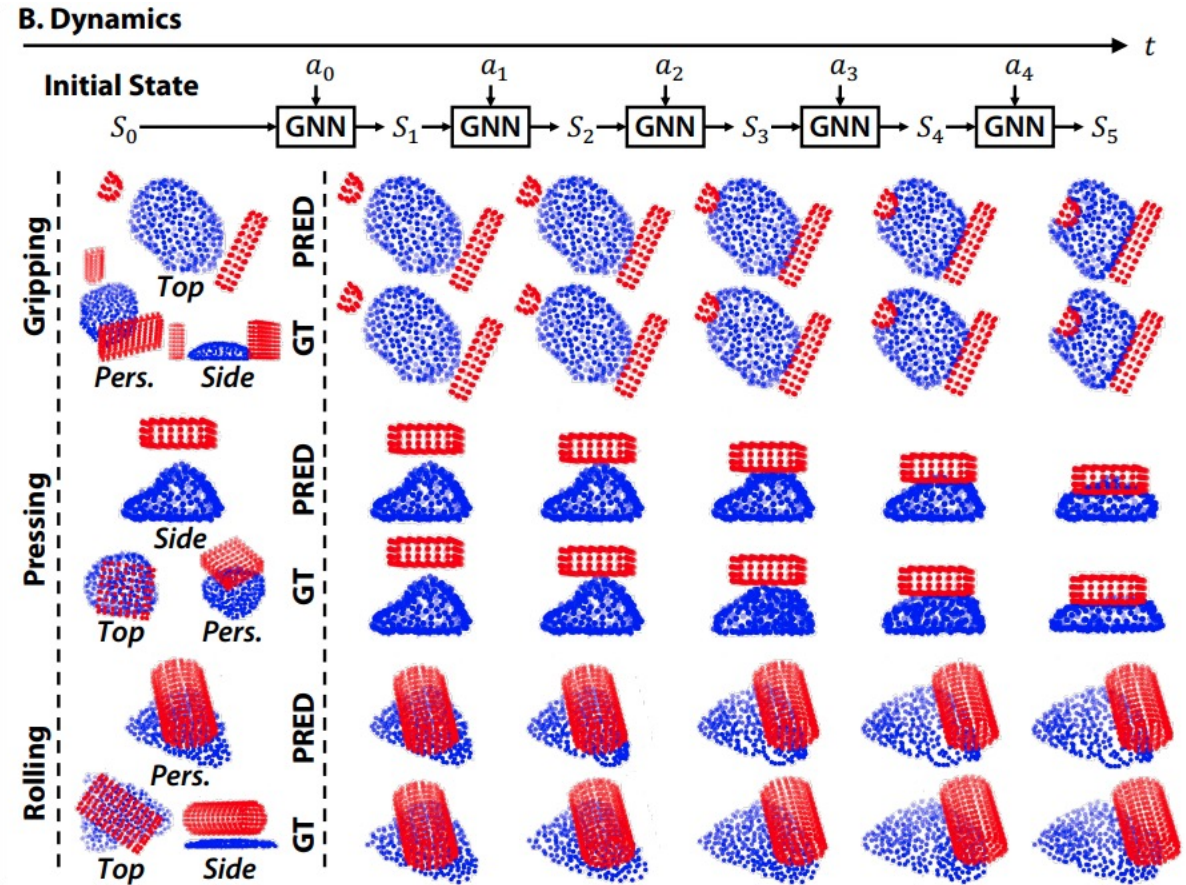 B. Dynamics
t
Initial State
a₀ a₁ a₂ a₃ a₄
S₀ GNN S₁ GNN S₂ GNN S₃ GNN S₄ GNN S₅
Gripping
Top
Pers. Side
PRED
GT
Pressing
Side
Top Pers.
PRED
GT
Rolling
Pers.
Top Side
PRED
GT